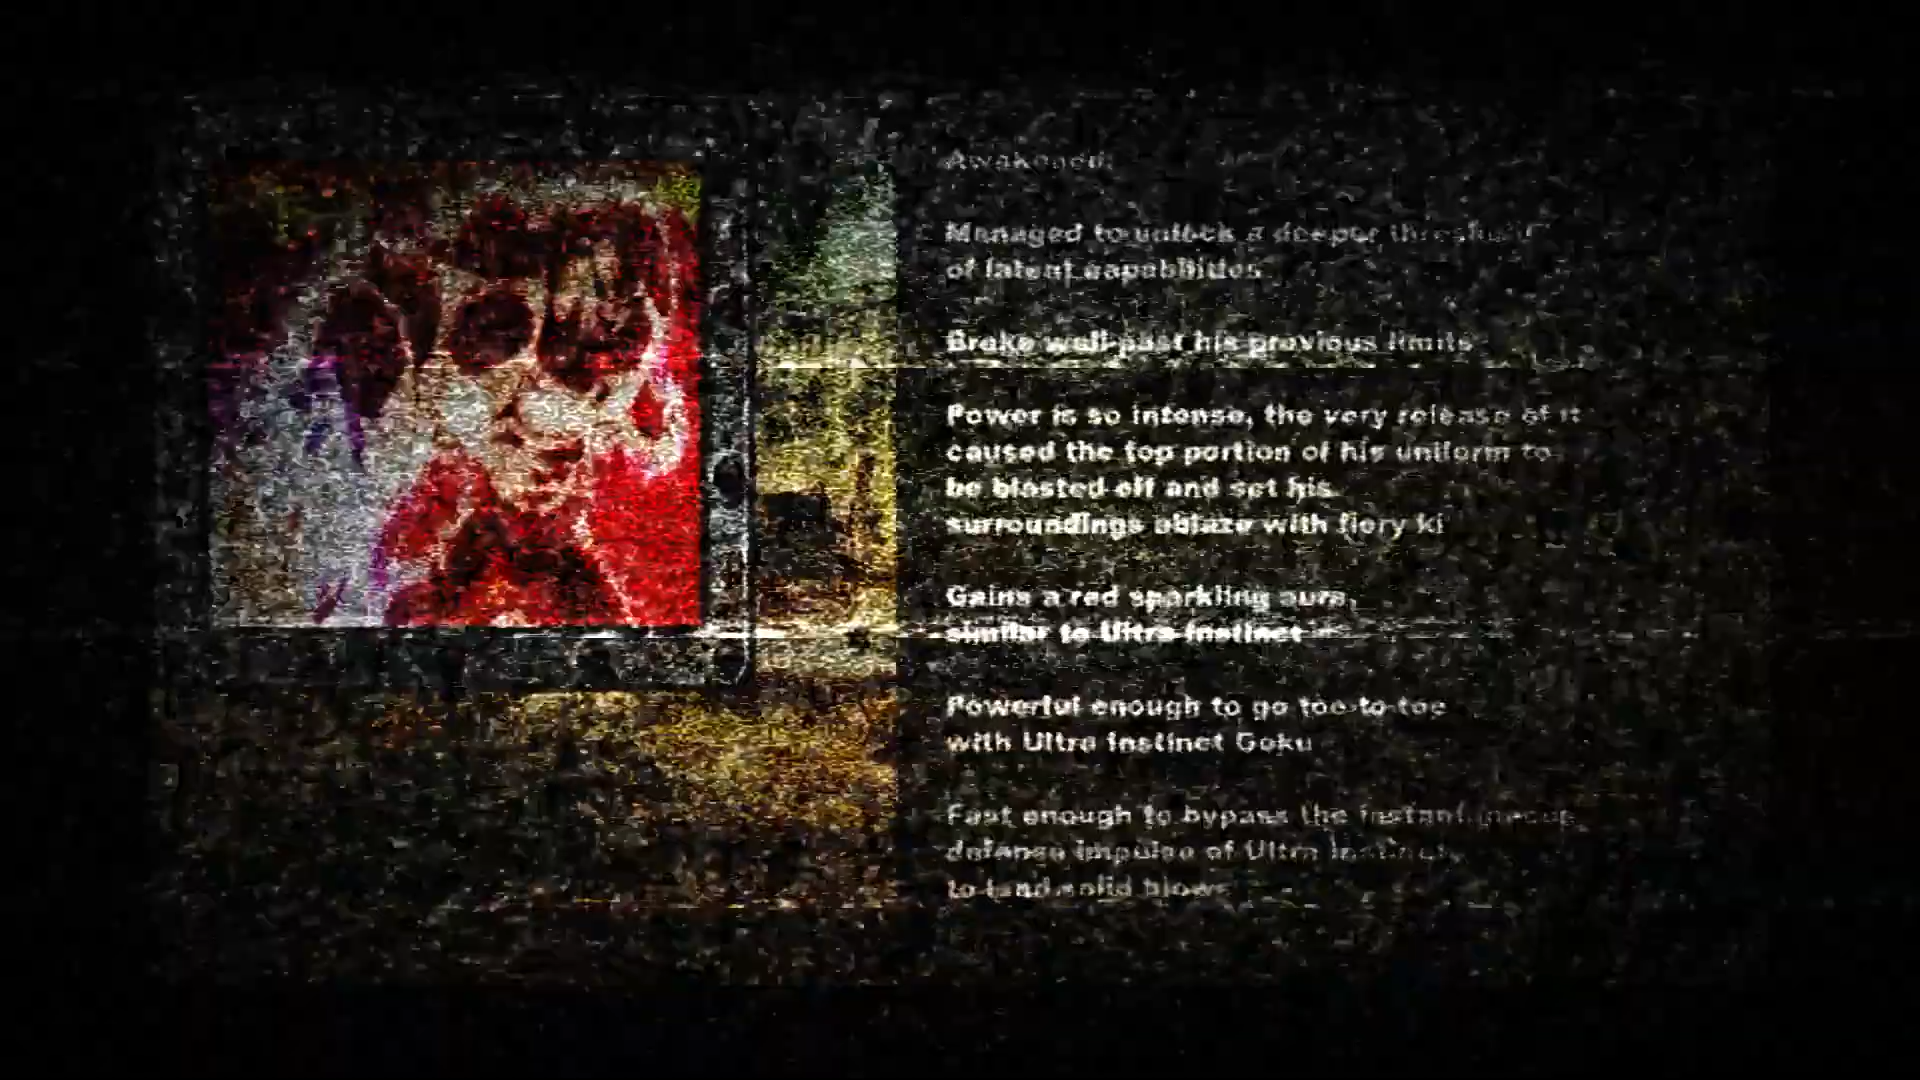 Awakened:
Managed to unlock a deeper threshold
of latent capabilities
Broke well past his previous limits
Power is so intense, the very release of it
caused the top portion of his uniform to
be blasted off and set his
surroundings ablaze with fiery ki
Gains a red sparkling aura,
similar to Ultra Instinct
Powerful enough to go toe-to-toe
with Ultra Instinct Goku
Fast enough to bypass the instantaneous
defense impulse of Ultra Instinct,
to land solid blows